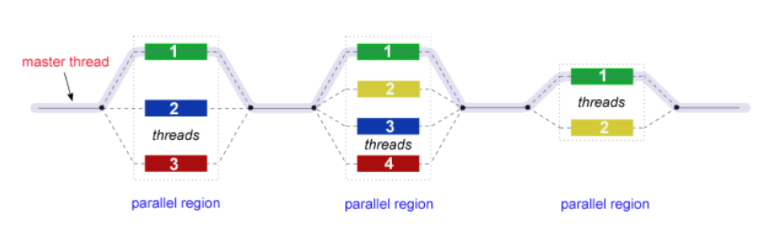 master thread
1
2
threads
3
parallel region
1
2
3
threads
4
parallel region
1
threads
2
parallel region